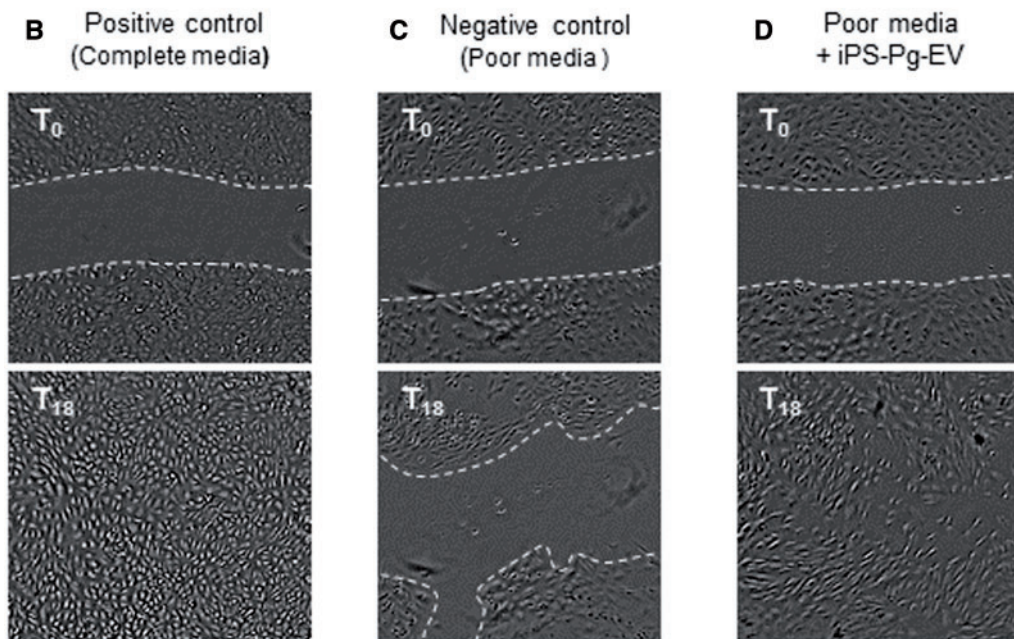 B
Positive control
(Complete media)
C
Negative control
(Poor media )
D
Poor media
+ iPS-Pg-EV
T0
T0
T0
T18
T18
T18